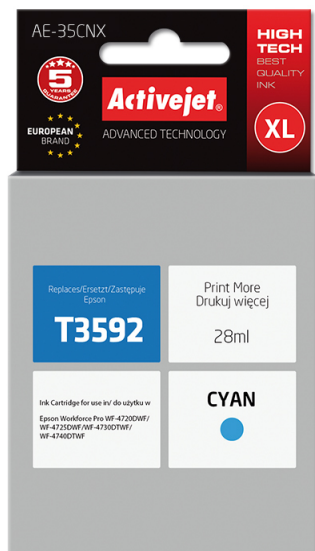 AE-35CNX
HIGH
TECH
BEST
QUALITY
INK
5
YEARS
GUARANTEE
Activejet®
EUROPEAN
BRAND
ADVANCED TECHNOLOGY
XL
Replaces/Ersetzt/Zastępuje
Epson
T3592
Print More
Drukuj więcej
28ml
Ink Cartridge for use in/ do użytku w
Epson Workforce Pro WF-4720DWF/
WF-4725DWF/WF-4730DTWF/
WF-4740DTWF
CYAN